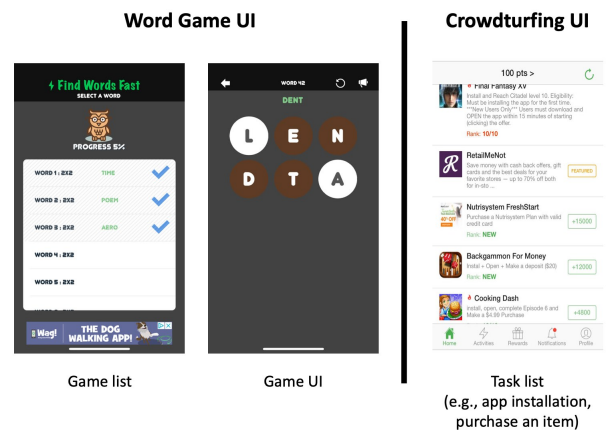 Word Game UI
Crowdturfing UI
Find Words Fast
SELECT A WORD
PROGRESS 5%
WORD 1 : 2X2 TIME
WORD 2 : 2X2 POEM
WORD 3 : 2X2 AERO
WORD 4 : 2X2
WORD 5 : 2X2
Wag!
THE DOG
WALKING APP!
Game list
WORD 42
DENT
L E N
D T A
Game UI
100 pts >
Final Fantasy XV
Install and Reach Citadel level 10. Eligibility:
Must be installing the app for the first time.
***New Users Only*** Users must download and
OPEN the app within 15 minutes of starting
(clicking) the offer.
Rank: 10/10
RetailMeNot
Save money with cash back offers, gift
cards and the best deals for your
favorite stores — up to 70% off both
for in-sto ...
FEATURED
Nutrisystem FreshStart
Purchase a Nutrisystem Plan with valid
credit card
Rank: NEW
+15000
Backgammon For Money
Instal + Open + Make a deposit ($20)
Rank: NEW
+12000
Cooking Dash
Install, open, complete Episode 6 and
Make a $4.99 Purchase
+4800
Home Activities Rewards Notifications Profile
Task list
(e.g., app installation,
purchase an item)